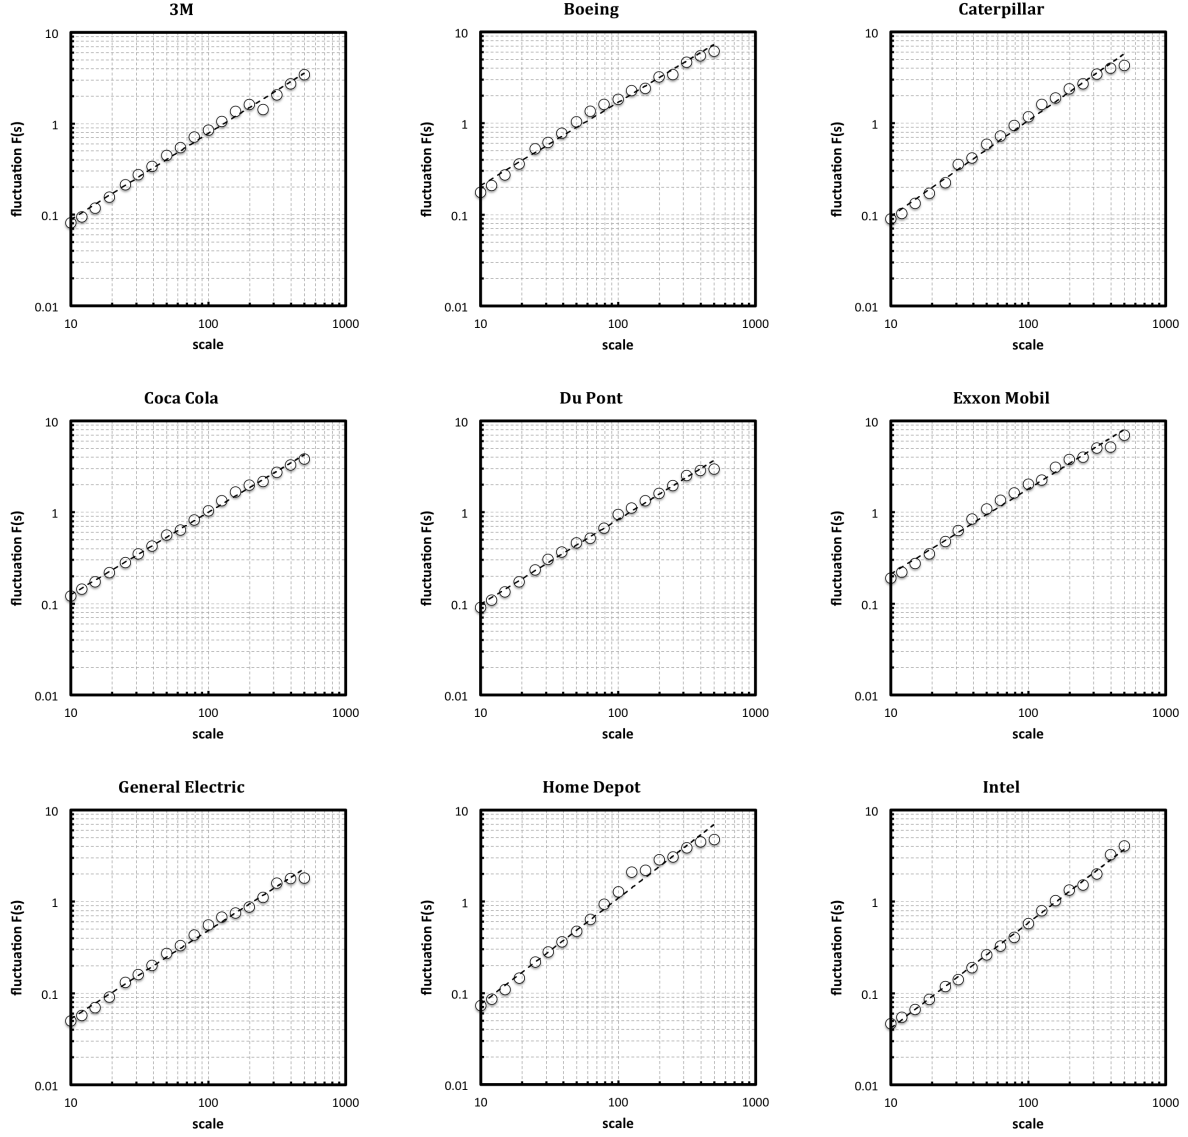 3M Boeing Caterpillar
10 10 10
1 1 1
fluctuation F(s) fluctuation F(s) fluctuation F(s)
0.1 0.1 0.1
0.01 0.01 0.01
10 100 1000 10 100 1000 10 100 1000
scale scale scale
Coca Cola Du Pont Exxon Mobil
10 10 10
1 1 1
fluctuation F(s) fluctuation F(s) fluctuation F(s)
0.1 0.1 0.1
0.01 0.01 0.01
10 100 1000 10 100 1000 10 100 1000
scale scale scale
General Electric Home Depot Intel
10 10 10
1 1 1
fluctuation F(s) fluctuation F(s) fluctuation F(s)
0.1 0.1 0.1
0.01 0.01 0.01
10 100 1000 10 100 1000 10 100 1000
scale scale scale